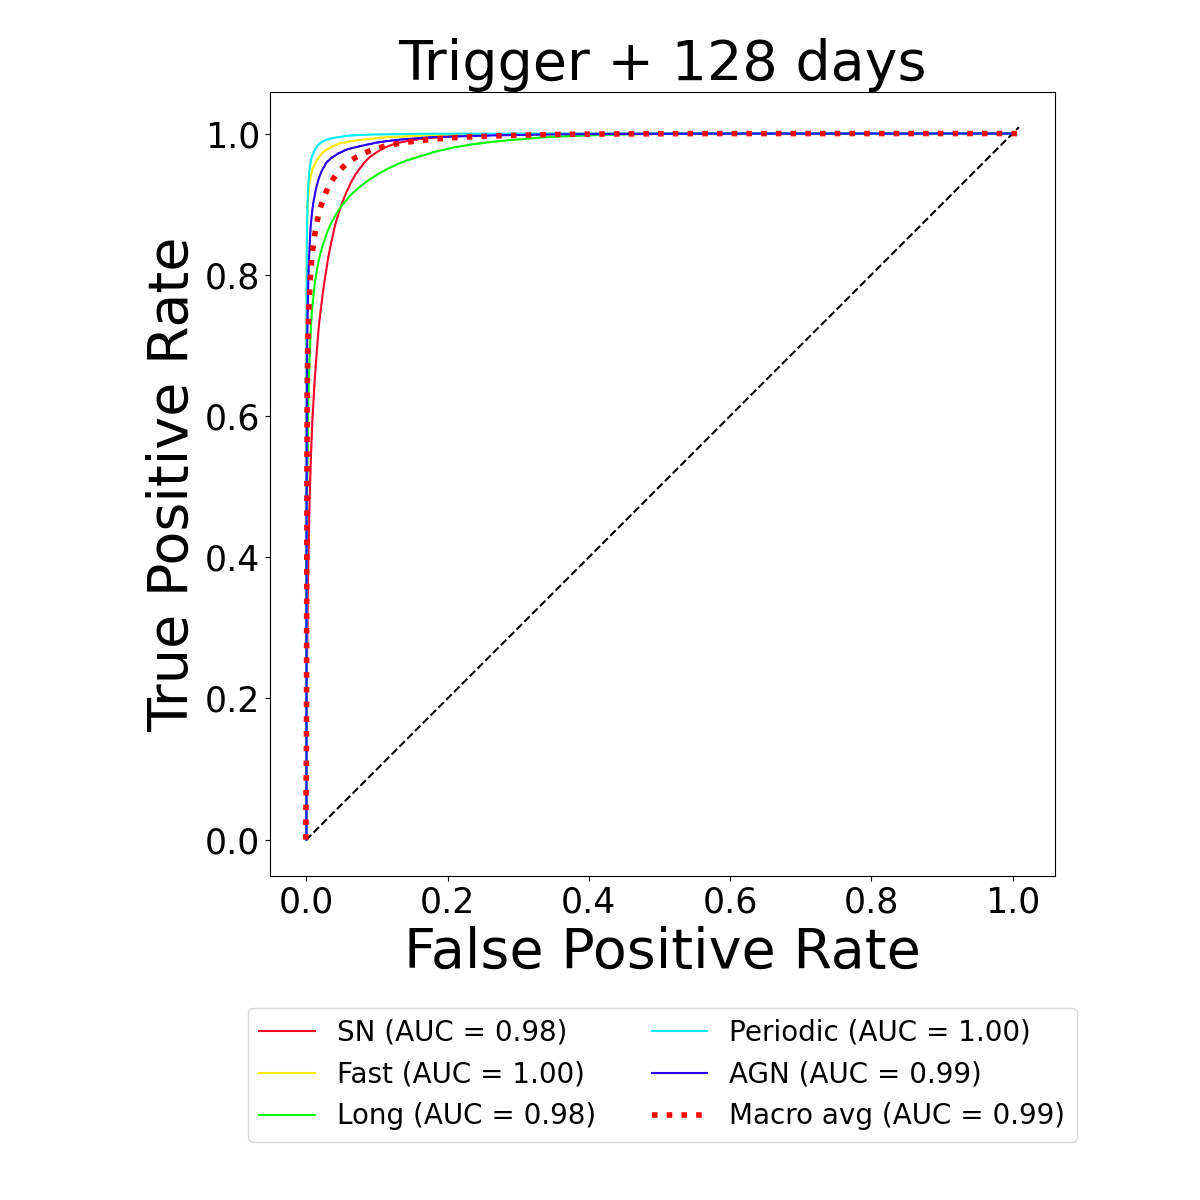 Trigger + 128 days
True Positive Rate
1.0
0.8
0.6
0.4
0.2
0.0
0.0 0.2 0.4 0.6 0.8 1.0
False Positive Rate
SN (AUC = 0.98)
Fast (AUC = 1.00)
Long (AUC = 0.98)
Periodic (AUC = 1.00)
AGN (AUC = 0.99)
Macro avg (AUC = 0.99)